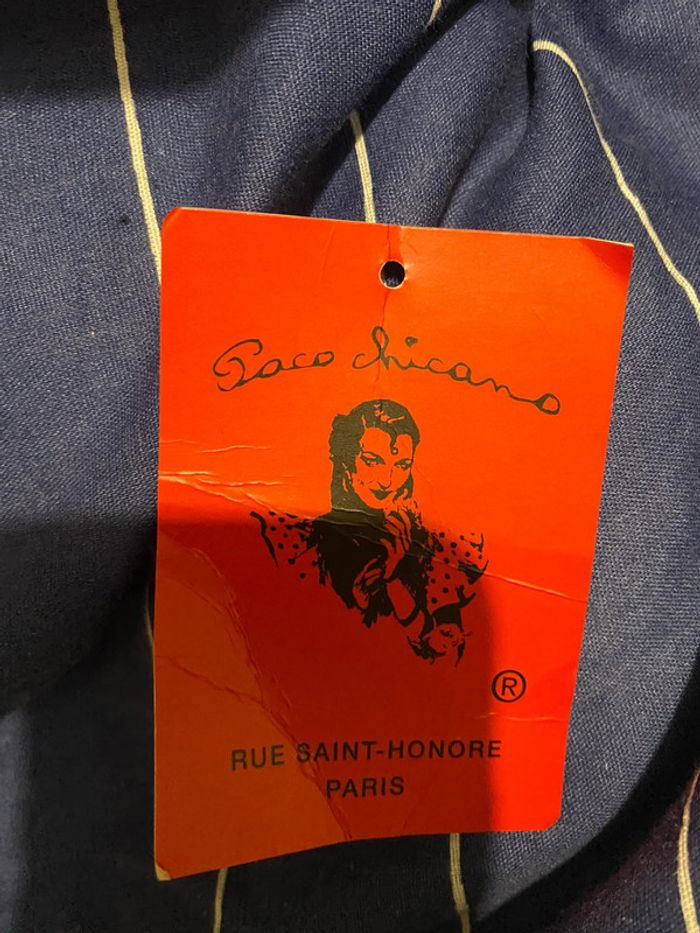 Paco Chicano
®
RUE SAINT-HONORE
PARIS